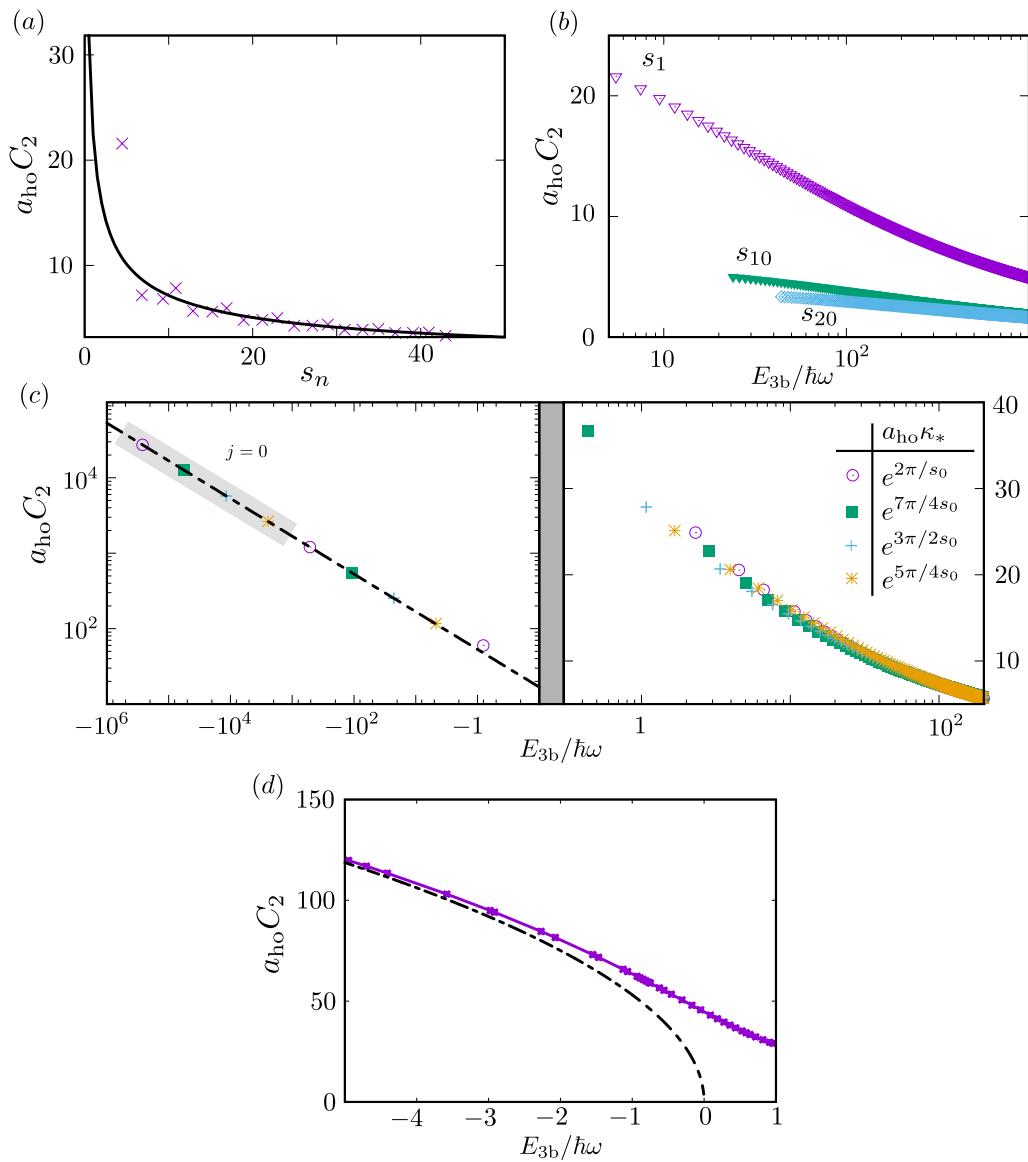 (a)
30
20
10
a_ho C_2
0 20 40
s_n
(b)
20
10
0
a_ho C_2
s_1
s_10
s_20
10 10^2
E_3b/ħω
(c)
10^4
10^3
10^2
a_ho C_2
j = 0
−10^6 −10^4 −10^2 −1
1 10 10^2
E_3b/ħω
40
30
20
10
a_ho κ_*
e^{2π/s_0}
e^{7π/4s_0}
e^{3π/2s_0}
e^{5π/4s_0}
(d)
150
100
50
0
a_ho C_2
−4 −3 −2 −1 0 1
E_3b/ħω